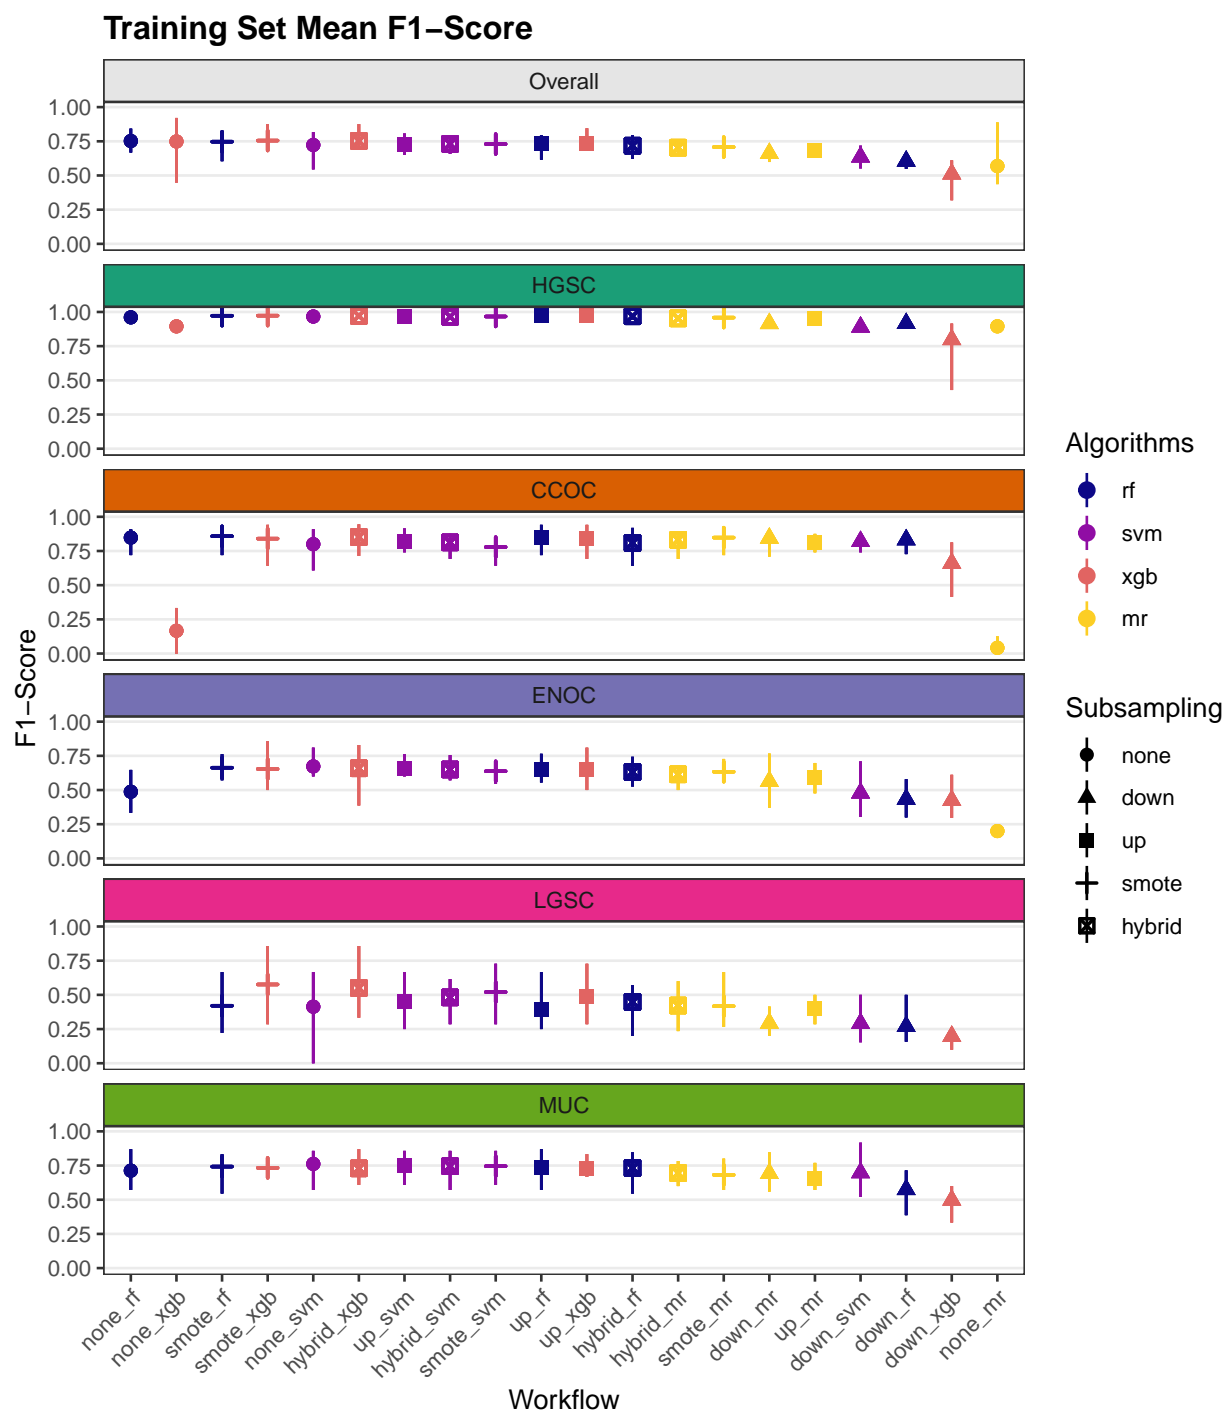 Training Set Mean F1−Score
Overall
1.00
0.75
0.50
0.25
0.00
HGSC
1.00
0.75
0.50
0.25
0.00
CCOC
1.00
0.75
0.50
0.25
0.00
ENOC
1.00
0.75
0.50
0.25
0.00
LGSC
1.00
0.75
0.50
0.25
0.00
MUC
1.00
0.75
0.50
0.25
0.00
F1−Score
none_rf
none_xgb
smote_rf
smote_xgb
none_svm
hybrid_xgb
up_svm
hybrid_svm
smote_svm
up_rf
up_xgb
hybrid_rf
hybrid_mr
smote_mr
down_mr
up_mr
down_svm
down_rf
down_xgb
none_mr
Workflow
Algorithms
rf
svm
xgb
mr
Subsampling
none
down
up
smote
hybrid